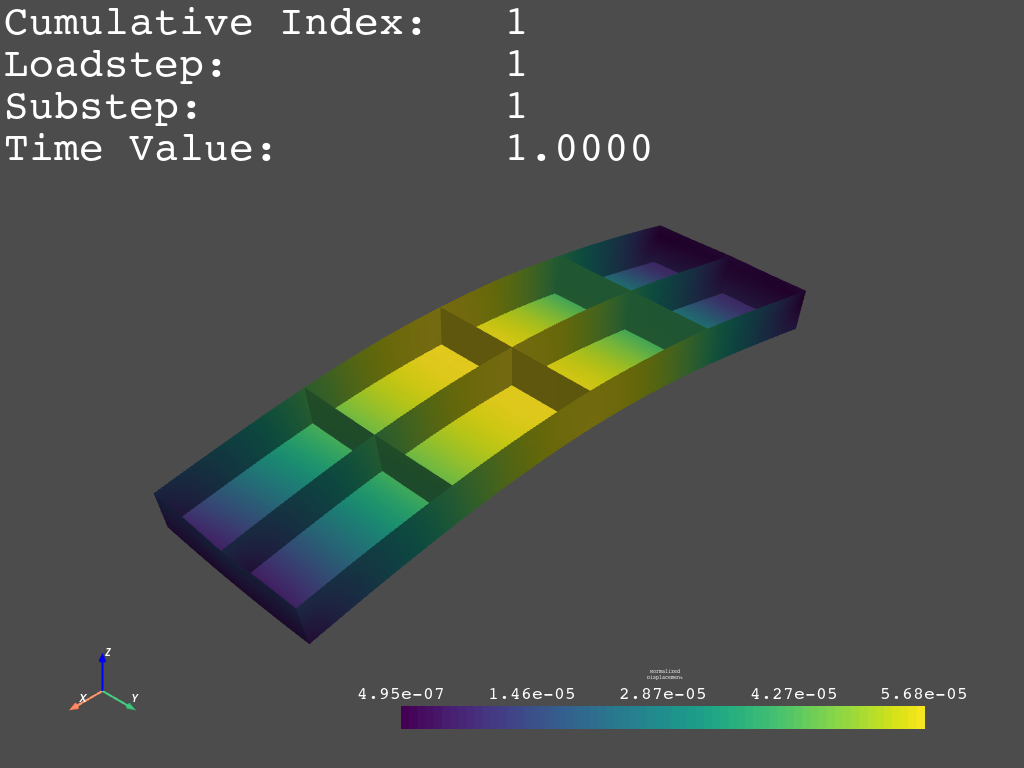 Cumulative Index: 1
Loadstep: 1
Substep: 1
Time Value: 1.0000
Z
X Y
Normalized
Displacement
4.95e-07 1.46e-05 2.87e-05 4.27e-05 5.68e-05